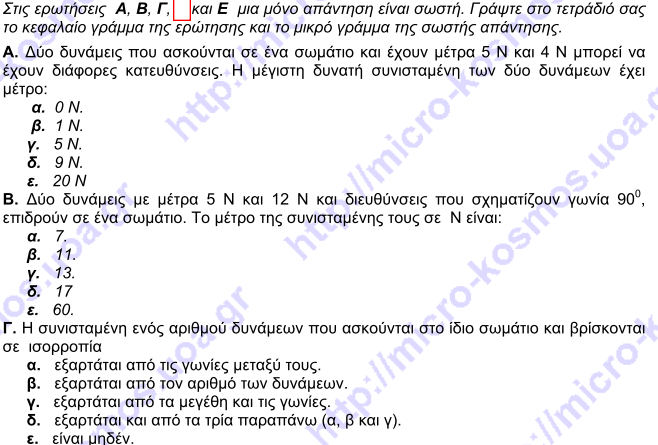 Στις ερωτήσεις Α, Β, Γ, και Ε μια μόνο απάντηση είναι σωστή. Γράψτε στο τετράδιό σας
το κεφαλαίο γράμμα της ερώτησης και το μικρό γράμμα της σωστής απάντησης.
Α. Δύο δυνάμεις που ασκούνται σε ένα σωμάτιο και έχουν μέτρα 5 Ν και 4 Ν μπορεί να
έχουν διάφορες κατευθύνσεις. Η μέγιστη δυνατή συνισταμένη των δύο δυνάμεων έχει
μέτρο:
α. 0 Ν.
β. 1 Ν.
γ. 5 Ν.
δ. 9 Ν.
ε. 20 Ν
Β. Δύο δυνάμεις με μέτρα 5 Ν και 12 Ν και διευθύνσεις που σχηματίζουν γωνία 90⁰,
επιδρούν σε ένα σωμάτιο. Το μέτρο της συνισταμένης τους σε Ν είναι:
α. 7.
β. 11.
γ. 13.
δ. 17
ε. 60.
Γ. Η συνισταμένη ενός αριθμού δυνάμεων που ασκούνται στο ίδιο σωμάτιο και βρίσκονται
σε ισορροπία
α. εξαρτάται από τις γωνίες μεταξύ τους.
β. εξαρτάται από τον αριθμό των δυνάμεων.
γ. εξαρτάται από τα μεγέθη και τις γωνίες.
δ. εξαρτάται και από τα τρία παραπάνω (α, β και γ).
ε. είναι μηδέν.
http://micro-kosmos.uoa.gr